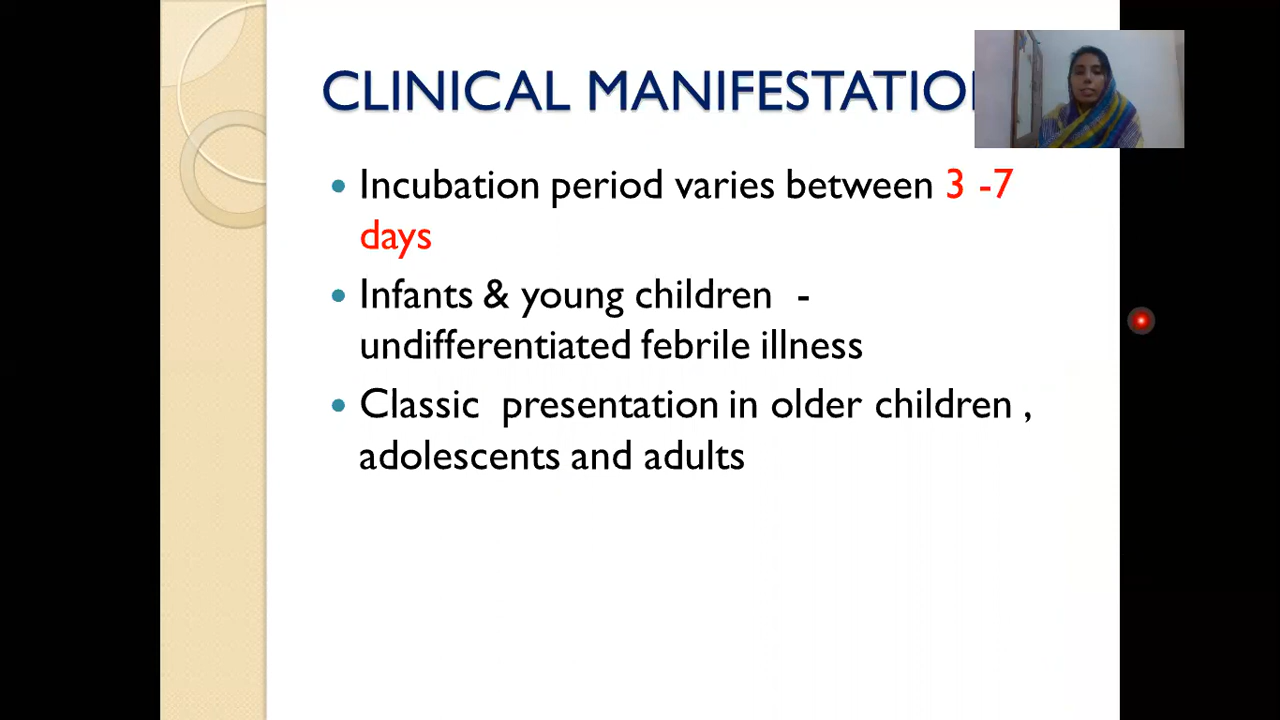 CLINICAL MANIFESTATIO
• Incubation period varies between 3 -7
days
• Infants & young children -
undifferentiated febrile illness
• Classic presentation in older children ,
adolescents and adults